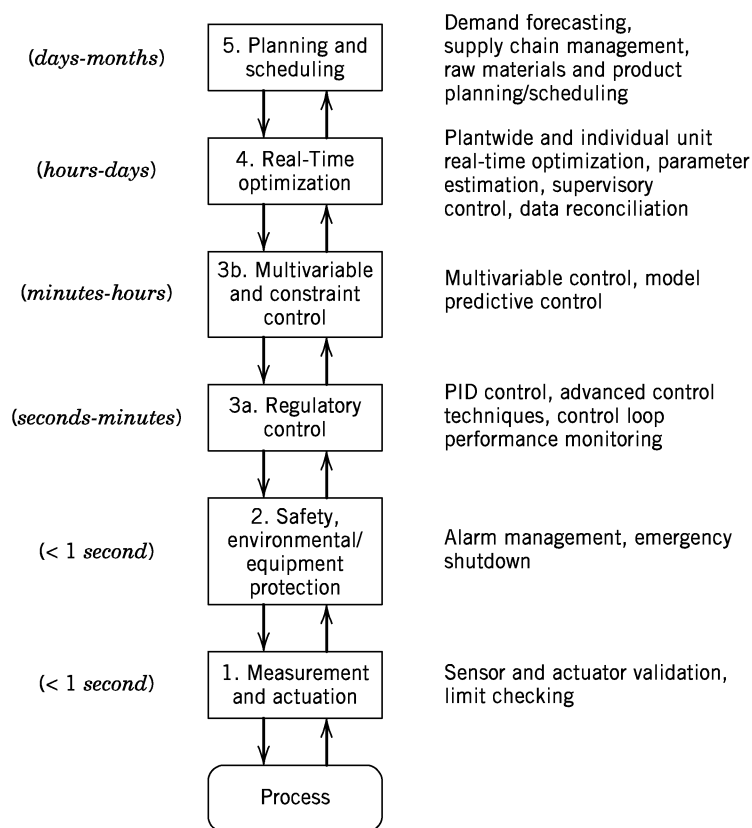 (days-months)
5. Planning and
scheduling
Demand forecasting,
supply chain management,
raw materials and product
planning/scheduling
(hours-days)
4. Real-Time
optimization
Plantwide and individual unit
real-time optimization, parameter
estimation, supervisory
control, data reconciliation
(minutes-hours)
3b. Multivariable
and constraint
control
Multivariable control, model
predictive control
(seconds-minutes)
3a. Regulatory
control
PID control, advanced control
techniques, control loop
performance monitoring
(< 1 second)
2. Safety,
environmental/
equipment
protection
Alarm management, emergency
shutdown
(< 1 second)
1. Measurement
and actuation
Sensor and actuator validation,
limit checking
Process